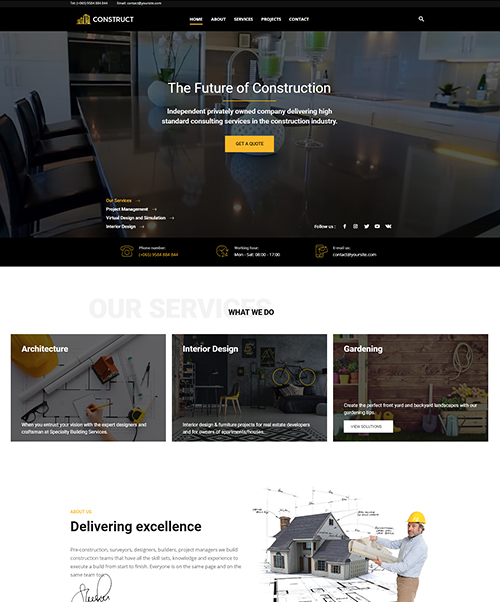 Tel: (+065) 9584 884 844 Email: contact@yoursite.com
CONSTRUCT
HOME ABOUT SERVICES PROJECTS CONTACT
The Future of Construction
Independent privately owned company delivering high
standard consulting services in the construction industry.
GET A QUOTE
Our Services →
Project Management →
Virtual Design and Simulation →
Interior Design →
Follow us :
Phone number:
(+065) 9584 884 844
Working hour:
Mon - Sat: 08:00 - 17:00
E-mail us:
contact@yoursite.com
OUR SERVICES
WHAT WE DO
Architecture
When you entrust your vision with the expert designers and
craftsman at Specialty Building Services.
Interior Design
Interior design & furniture projects for real estate developers
and for owners of apartments/houses.
Gardening
Create the perfect front yard and backyard landscapes with our
gardening tips.
VIEW SOLUTIONS
ABOUT US
Delivering excellence
Pre-construction, surveyors, designers, builders, project managers we build
construction teams that have all the skill sets, knowledge and experience to
execute a build from start to finish. Everyone is on the same page and on the
same team too.